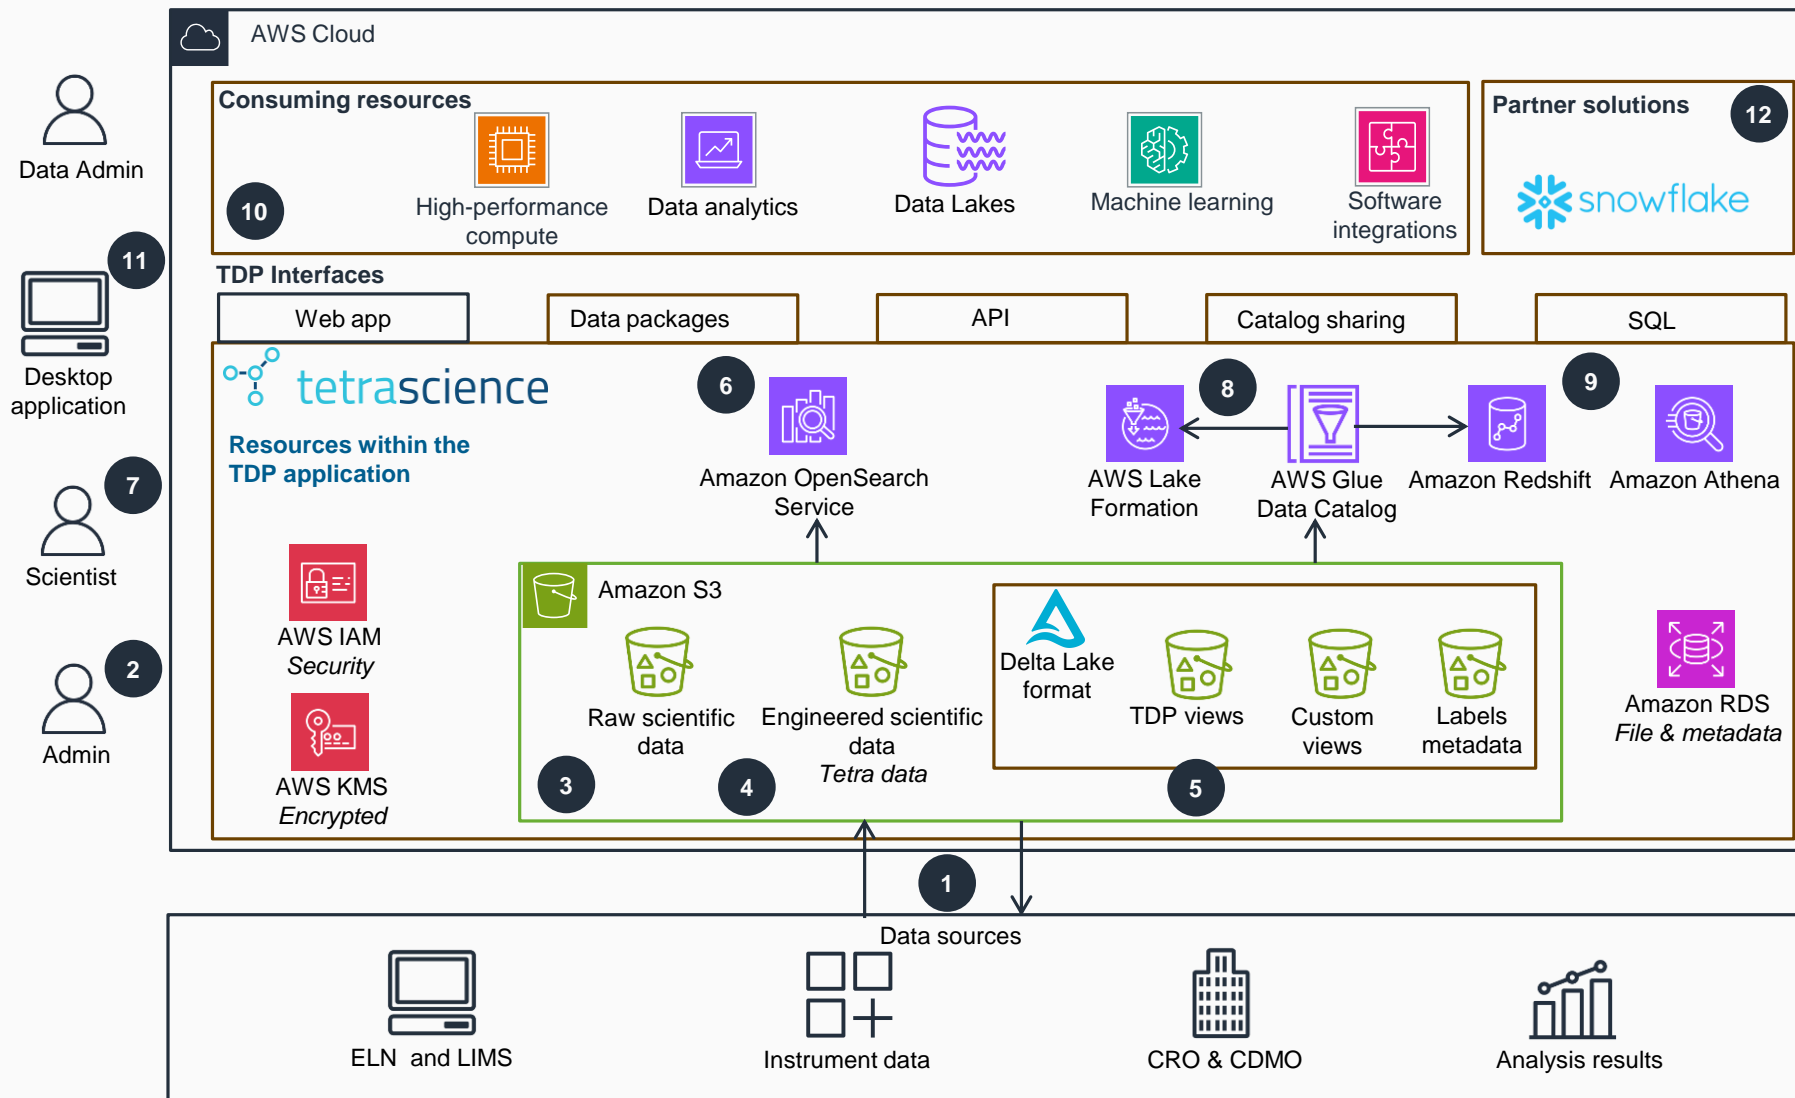 AWS Cloud
Data Admin
11
Desktop
application
7
Scientist
2
Admin
Consuming resources
10
High-performance
compute
Data analytics
Data Lakes
Machine learning
Software
integrations
Partner solutions
12
snowflake
TDP Interfaces
Web app
Data packages
API
Catalog sharing
SQL
tetrascience
Resources within the
TDP application
6
Amazon OpenSearch
Service
8
AWS Lake
Formation
AWS Glue
Data Catalog
9
Amazon Redshift
Amazon Athena
AWS IAM
Security
AWS KMS
Encrypted
Amazon S3
Raw scientific
data
Engineered scientific
data
Tetra data
3
4
Delta Lake
format
TDP views
Custom
views
Labels
metadata
5
Amazon RDS
File & metadata
1
Data sources
ELN and LIMS
Instrument data
CRO & CDMO
Analysis results